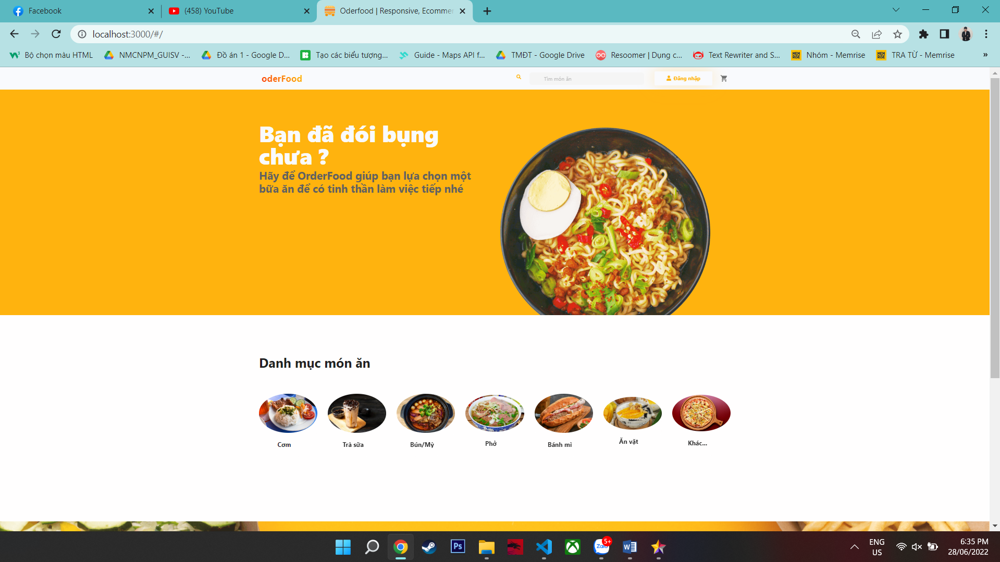 Facebook
(458) YouTube
Oderfood | Responsive, Ecommer
localhost:3000/#/
Bộ chọn màu HTML
NMCNPM_GUISV -...
Đồ án 1 - Google D...
Tạo các biểu tượng...
Guide - Maps API f...
TMĐT - Google Drive
Resoomer | Dụng c...
Text Rewriter and S...
Nhóm - Memrise
TRA TỪ - Memrise
»
oderFood
Tìm món ăn
Đăng nhập
Bạn đã đói bụng
chưa ?
Hãy để OrderFood giúp bạn lựa chọn một
bữa ăn để có tinh thần làm việc tiếp nhé
Danh mục món ăn
Cơm
Trà sữa
Bún/Mỳ
Phở
Bánh mì
Ăn vặt
Khác...
Ps
Zalo
5+
ENG
US
6:35 PM
28/06/2022